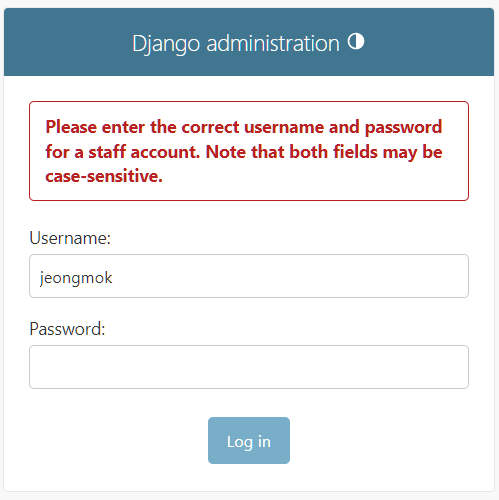 Django administration
Please enter the correct username and password
for a staff account. Note that both fields may be
case-sensitive.
Username:
jeongmok
Password:
Log in